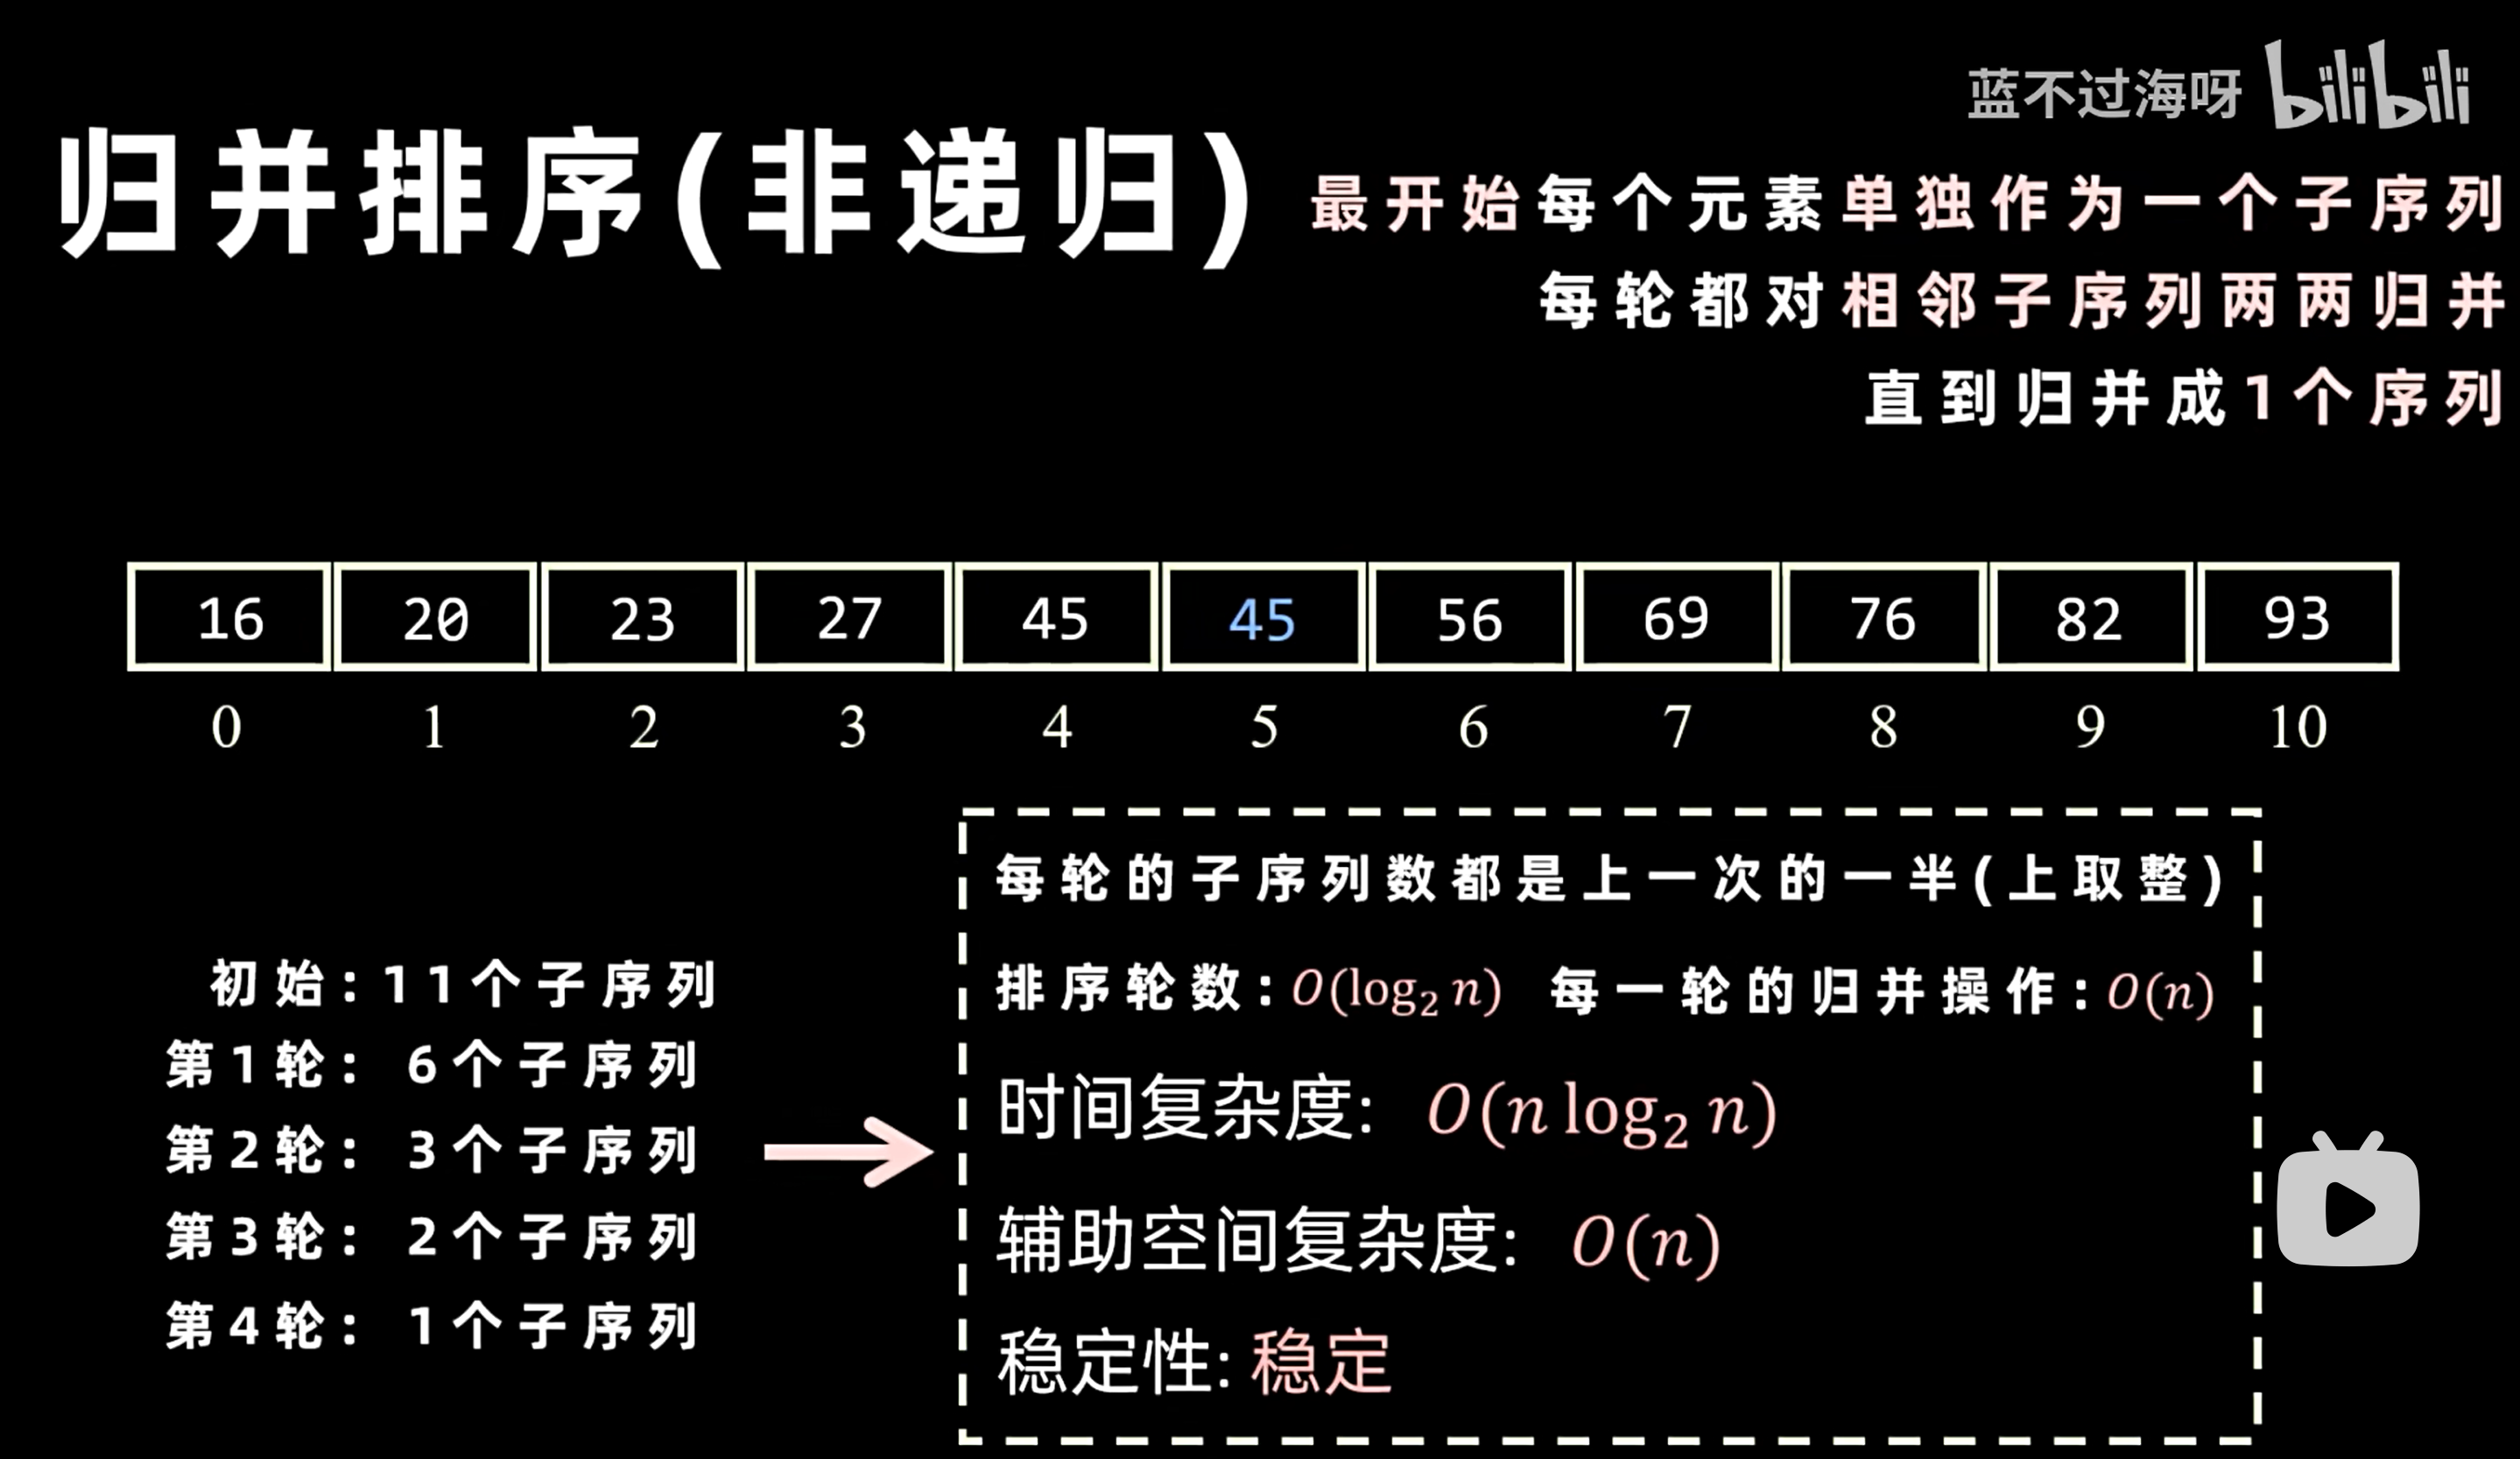 蓝不过海呀 bilibili
归并排序(非递归)
最开始每个元素单独作为一个子序列
每轮都对相邻子序列两两归并
直到归并成1个序列
16 20 23 27 45 45 56 69 76 82 93
0 1 2 3 4 5 6 7 8 9 10
初始:11个子序列
第1轮: 6个子序列
第2轮: 3个子序列
第3轮: 2个子序列
第4轮: 1个子序列
每轮的子序列数都是上一次的一半(上取整)
排序轮数:O(log₂ n) 每一轮的归并操作:O(n)
时间复杂度: O(n log₂ n)
辅助空间复杂度: O(n)
稳定性: 稳定